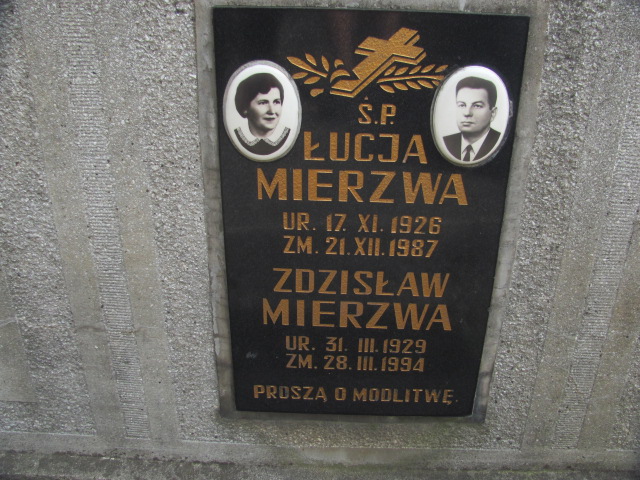 Ś.P.
ŁUCJA
MIERZWA
UR. 17. XI. 1926
ZM. 21. XII. 1987
ZDZISŁAW
MIERZWA
UR. 31. III. 1929
ZM. 28. III. 1994
PROSZĄ O MODLITWĘ.